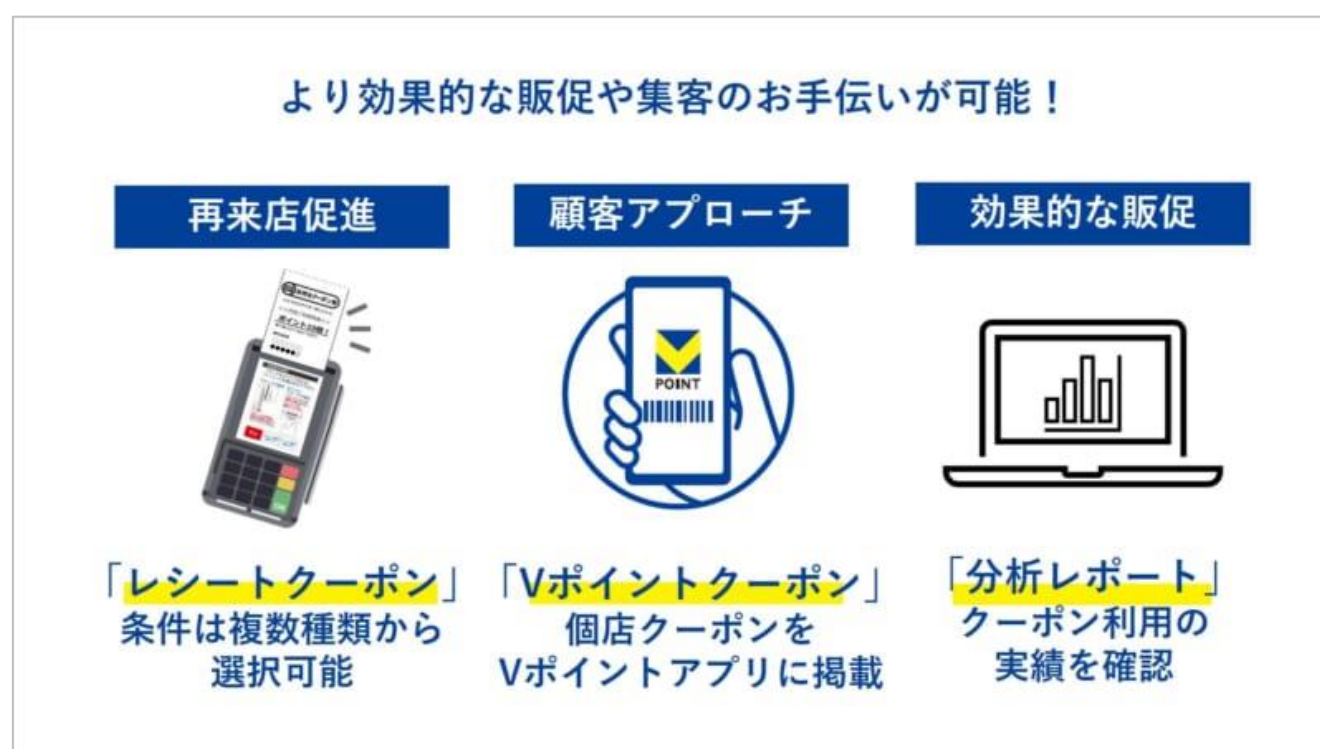 より効果的な販促や集客のお手伝いが可能！
再来店促進
顧客アプローチ
効果的な販促
POINT
「レシートクーポン」
条件は複数種類から
選択可能
「Vポイントクーポン」
個店クーポンを
Vポイントアプリに掲載
「分析レポート」
クーポン利用の
実績を確認